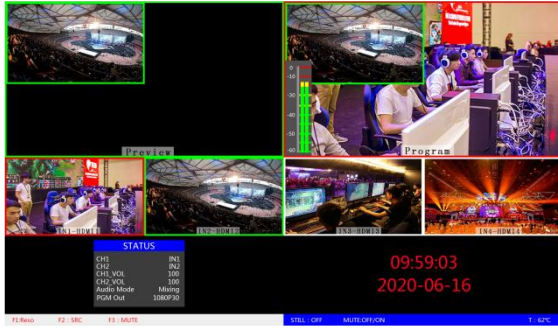 0
-10
-30
-40
-50
-60
Preview
Program
IN1-HDMI1
IN2-HDMI2
IN3-HDMI3
IN4-HDMI4
STATUS
CH1 IN1
CH2 IN2
CH1_VOL 100
CH2_VOL 100
Audio Mode Mixing
PGM Out 1080P30
09:59:03
2020-06-16
F1:Reso F2 : SRC F3 : MUTE STILL : OFF MUTE:OFF/ON T : 62℃